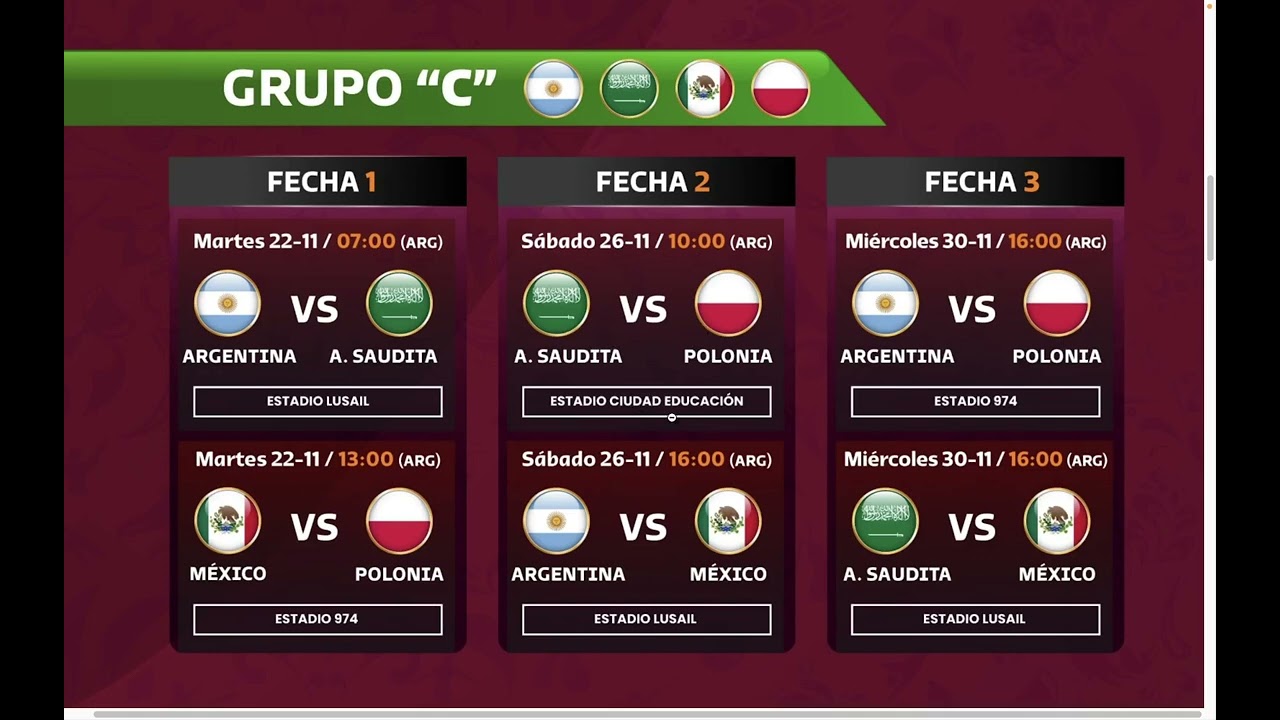 GRUPO “C”
FECHA 1
Martes 22-11 / 07:00 (ARG)
VS
ARGENTINA A. SAUDITA
ESTADIO LUSAIL
Martes 22-11 / 13:00 (ARG)
VS
MÉXICO POLONIA
ESTADIO 974
FECHA 2
Sábado 26-11 / 10:00 (ARG)
VS
A. SAUDITA POLONIA
ESTADIO CIUDAD EDUCACIÓN
Sábado 26-11 / 16:00 (ARG)
VS
ARGENTINA MÉXICO
ESTADIO LUSAIL
FECHA 3
Miércoles 30-11 / 16:00 (ARG)
VS
ARGENTINA POLONIA
ESTADIO 974
Miércoles 30-11 / 16:00 (ARG)
VS
A. SAUDITA MÉXICO
ESTADIO LUSAIL